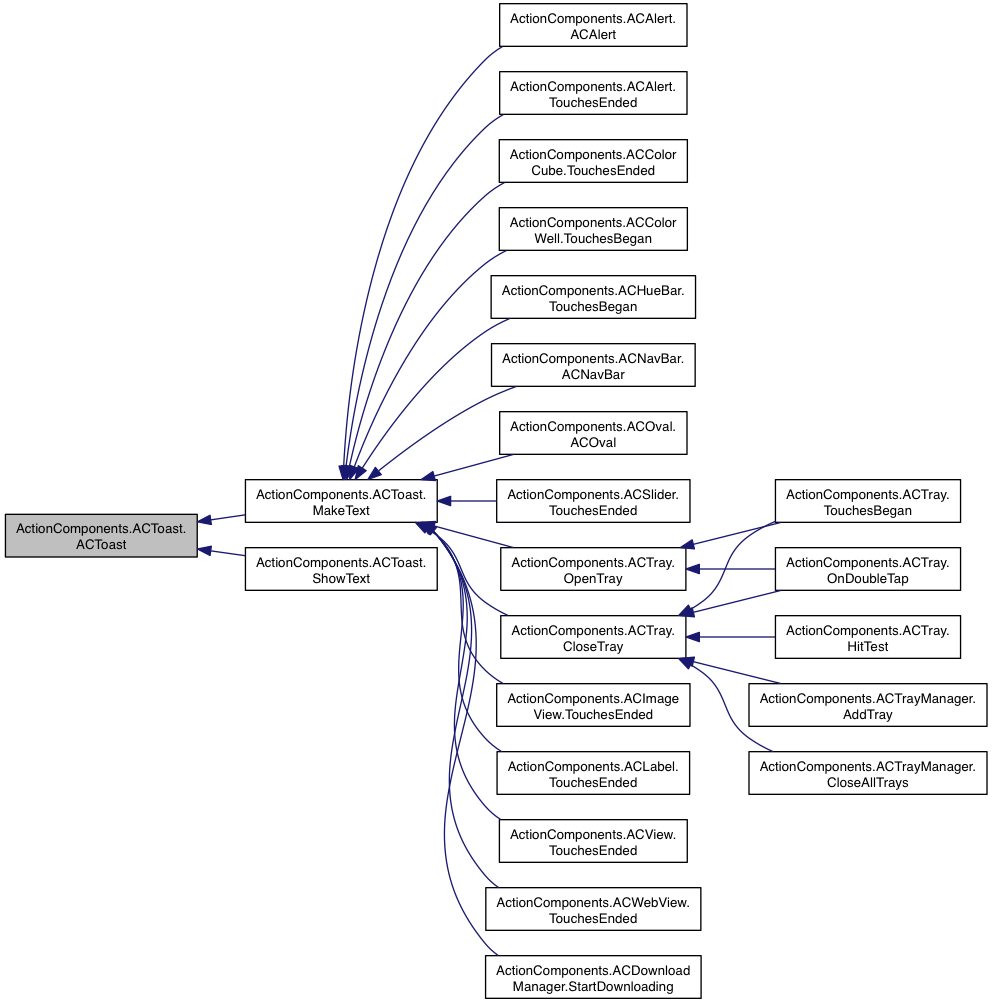 ActionComponents.ACToast.
ACToast
ActionComponents.ACToast.
MakeText
ActionComponents.ACToast.
ShowText
ActionComponents.ACAlert.
ACAlert
ActionComponents.ACAlert.
TouchesEnded
ActionComponents.ACColor
Cube.TouchesEnded
ActionComponents.ACColor
Well.TouchesBegan
ActionComponents.ACHueBar.
TouchesBegan
ActionComponents.ACNavBar.
ACNavBar
ActionComponents.ACOval.
ACOval
ActionComponents.ACSlider.
TouchesEnded
ActionComponents.ACTray.
OpenTray
ActionComponents.ACTray.
CloseTray
ActionComponents.ACImage
View.TouchesEnded
ActionComponents.ACLabel.
TouchesEnded
ActionComponents.ACView.
TouchesEnded
ActionComponents.ACWebView.
TouchesEnded
ActionComponents.ACDownload
Manager.StartDownloading
ActionComponents.ACTray.
TouchesBegan
ActionComponents.ACTray.
OnDoubleTap
ActionComponents.ACTray.
HitTest
ActionComponents.ACTrayManager.
AddTray
ActionComponents.ACTrayManager.
CloseAllTrays